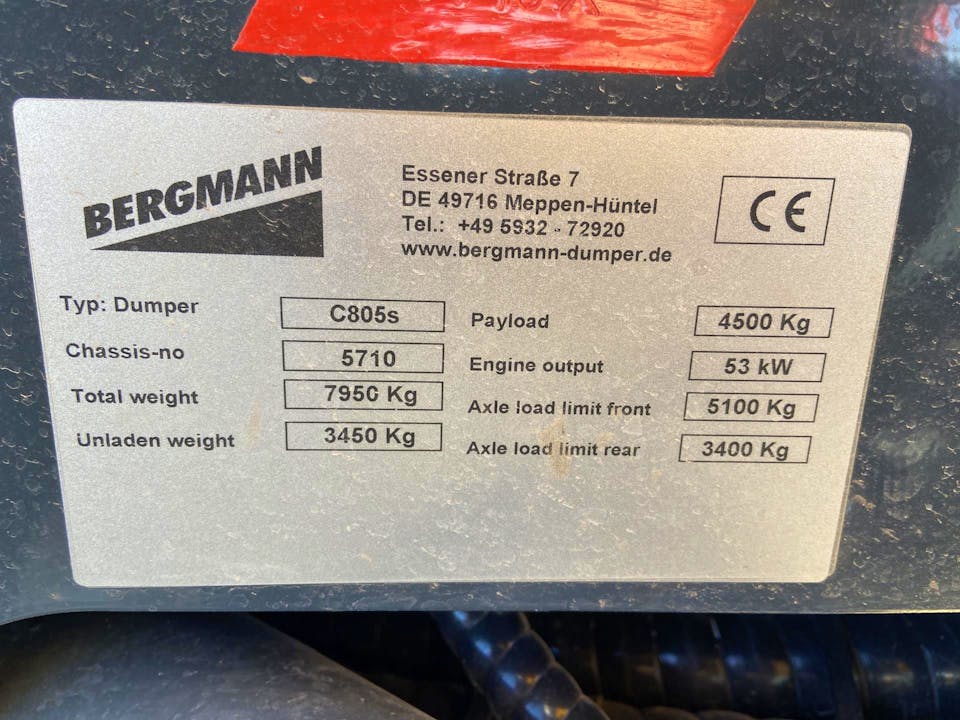 BERGMANN
Essener Straße 7
DE 49716 Meppen-Hüntel
Tel.: +49 5932 - 72920
www.bergmann-dumper.de
CE
Typ: Dumper C805s
Chassis-no 5710
Total weight 7950 Kg
Unladen weight 3450 Kg
Payload 4500 Kg
Engine output 53 kW
Axle load limit front 5100 Kg
Axle load limit rear 3400 Kg